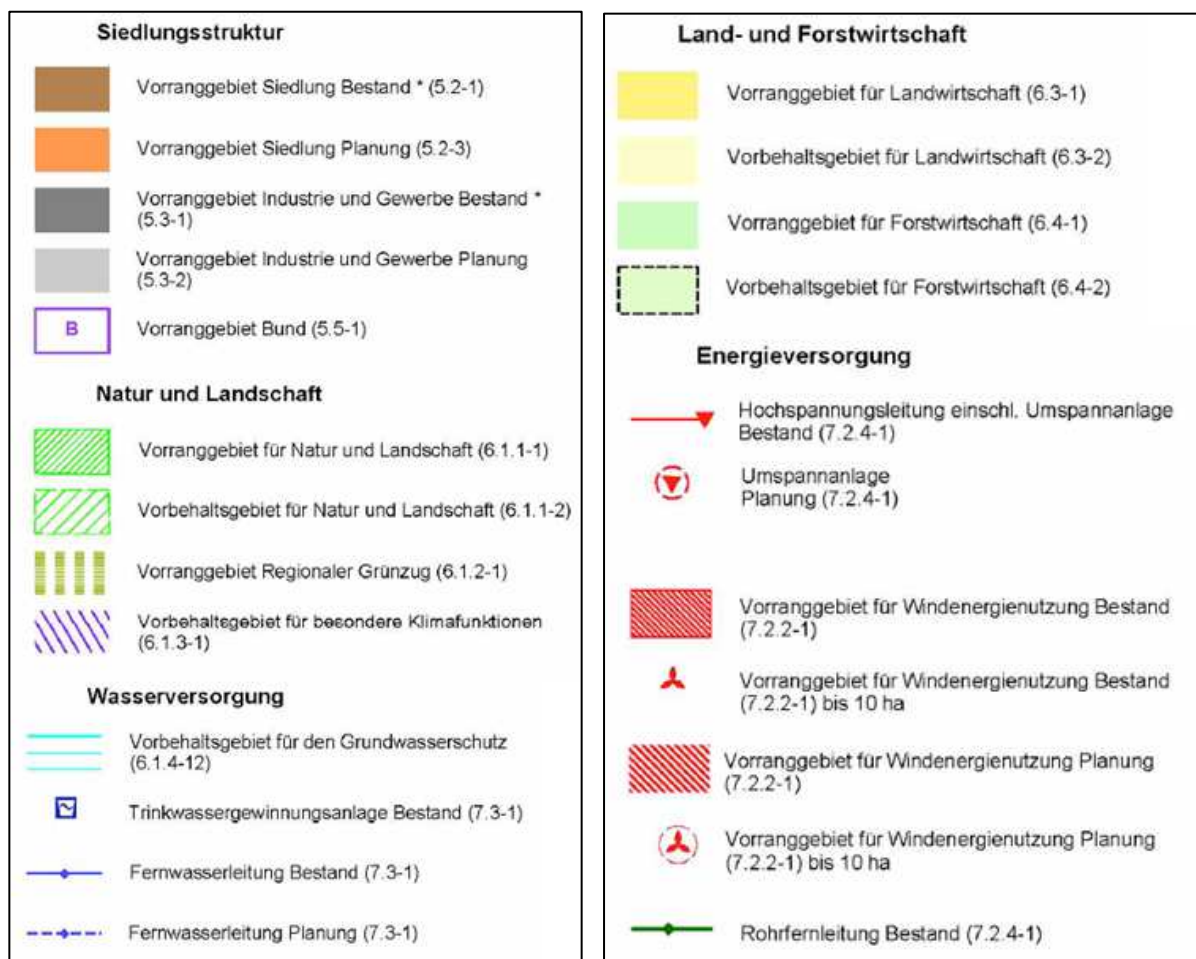 Siedlungsstruktur
Vorranggebiet Siedlung Bestand * (5.2-1)
Vorranggebiet Siedlung Planung (5.2-3)
Vorranggebiet Industrie und Gewerbe Bestand *
(5.3-1)
Vorranggebiet Industrie und Gewerbe Planung
(5.3-2)
B
Vorranggebiet Bund (5.5-1)
Natur und Landschaft
Vorranggebiet für Natur und Landschaft (6.1.1-1)
Vorbehaltsgebiet für Natur und Landschaft (6.1.1-2)
Vorranggebiet Regionaler Grünzug (6.1.2-1)
Vorbehaltsgebiet für besondere Klimafunktionen
(6.1.3-1)
Wasserversorgung
Vorbehaltsgebiet für den Grundwasserschutz
(6.1.4-12)
Trinkwassergewinnungsanlage Bestand (7.3-1)
Fernwasserleitung Bestand (7.3-1)
Fernwasserleitung Planung (7.3-1)
Land- und Forstwirtschaft
Vorranggebiet für Landwirtschaft (6.3-1)
Vorbehaltsgebiet für Landwirtschaft (6.3-2)
Vorranggebiet für Forstwirtschaft (6.4-1)
Vorbehaltsgebiet für Forstwirtschaft (6.4-2)
Energieversorgung
Hochspannungsleitung einschl. Umspannanlage
Bestand (7.2.4-1)
Umspannanlage
Planung (7.2.4-1)
Vorranggebiet für Windenergienutzung Bestand
(7.2.2-1)
Vorranggebiet für Windenergienutzung Bestand
(7.2.2-1) bis 10 ha
Vorranggebiet für Windenergienutzung Planung
(7.2.2-1)
Vorranggebiet für Windenergienutzung Planung
(7.2.2-1) bis 10 ha
Rohrfernleitung Bestand (7.2.4-1)